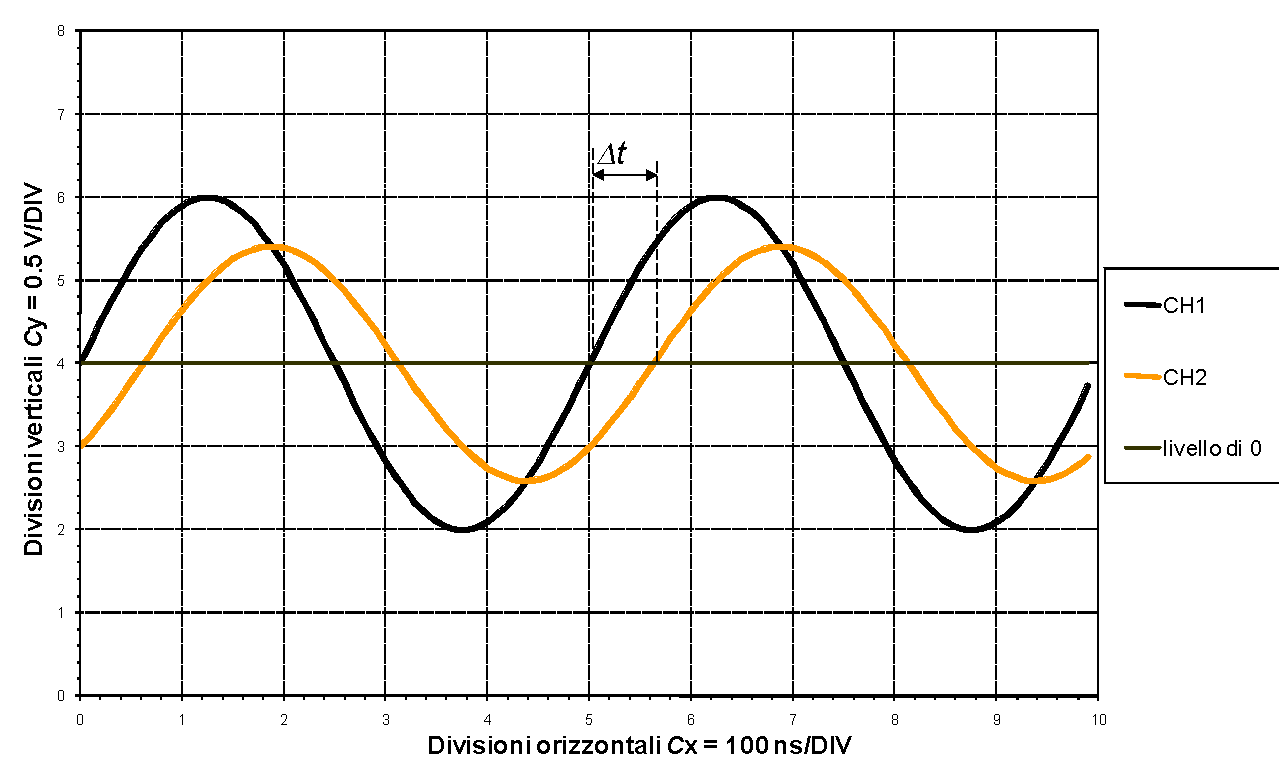 8
7
6
5
4
3
2
1
0
Divisioni verticali Cy = 0.5 V/DIV
Δt
0 1 2 3 4 5 6 7 8 9 10
Divisioni orizzontali Cx = 100 ns/DIV
CH1
CH2
livello di 0